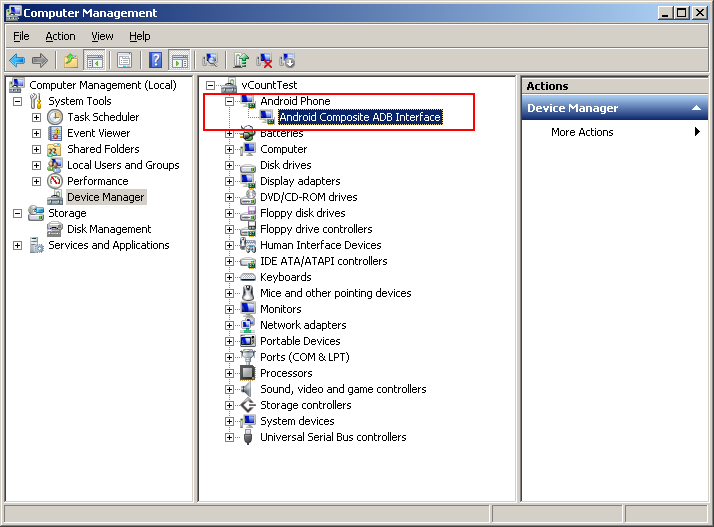 Computer Management
File Action View Help
Computer Management (Local)
System Tools
Task Scheduler
Event Viewer
Shared Folders
Local Users and Groups
Performance
Device Manager
Storage
Disk Management
Services and Applications
vCountTest
Android Phone
Android Composite ADB Interface
Batteries
Computer
Disk drives
Display adapters
DVD/CD-ROM drives
Floppy disk drives
Floppy drive controllers
Human Interface Devices
IDE ATA/ATAPI controllers
Keyboards
Mice and other pointing devices
Monitors
Network adapters
Portable Devices
Ports (COM & LPT)
Processors
Sound, video and game controllers
Storage controllers
System devices
Universal Serial Bus controllers
Actions
Device Manager
More Actions